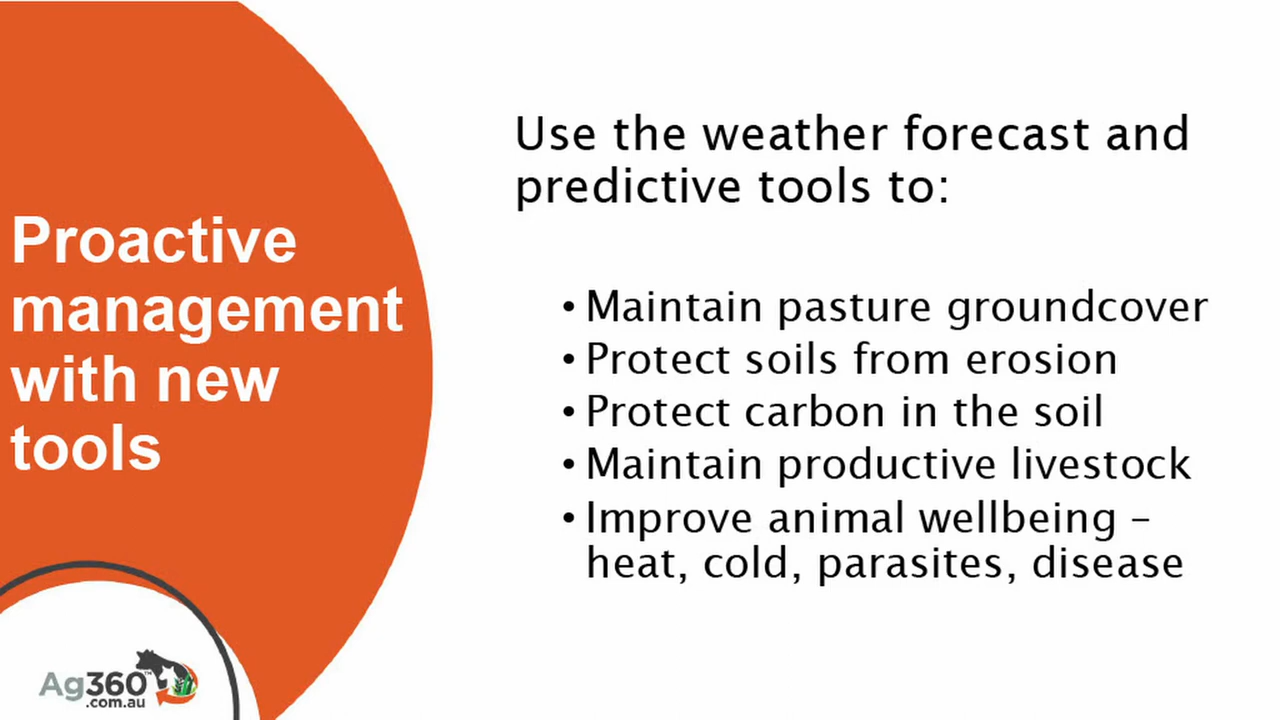 Proactive
management
with new
tools
Use the weather forecast and
predictive tools to:
• Maintain pasture groundcover
• Protect soils from erosion
• Protect carbon in the soil
• Maintain productive livestock
• Improve animal wellbeing –
heat, cold, parasites, disease
Ag360™
.com.au